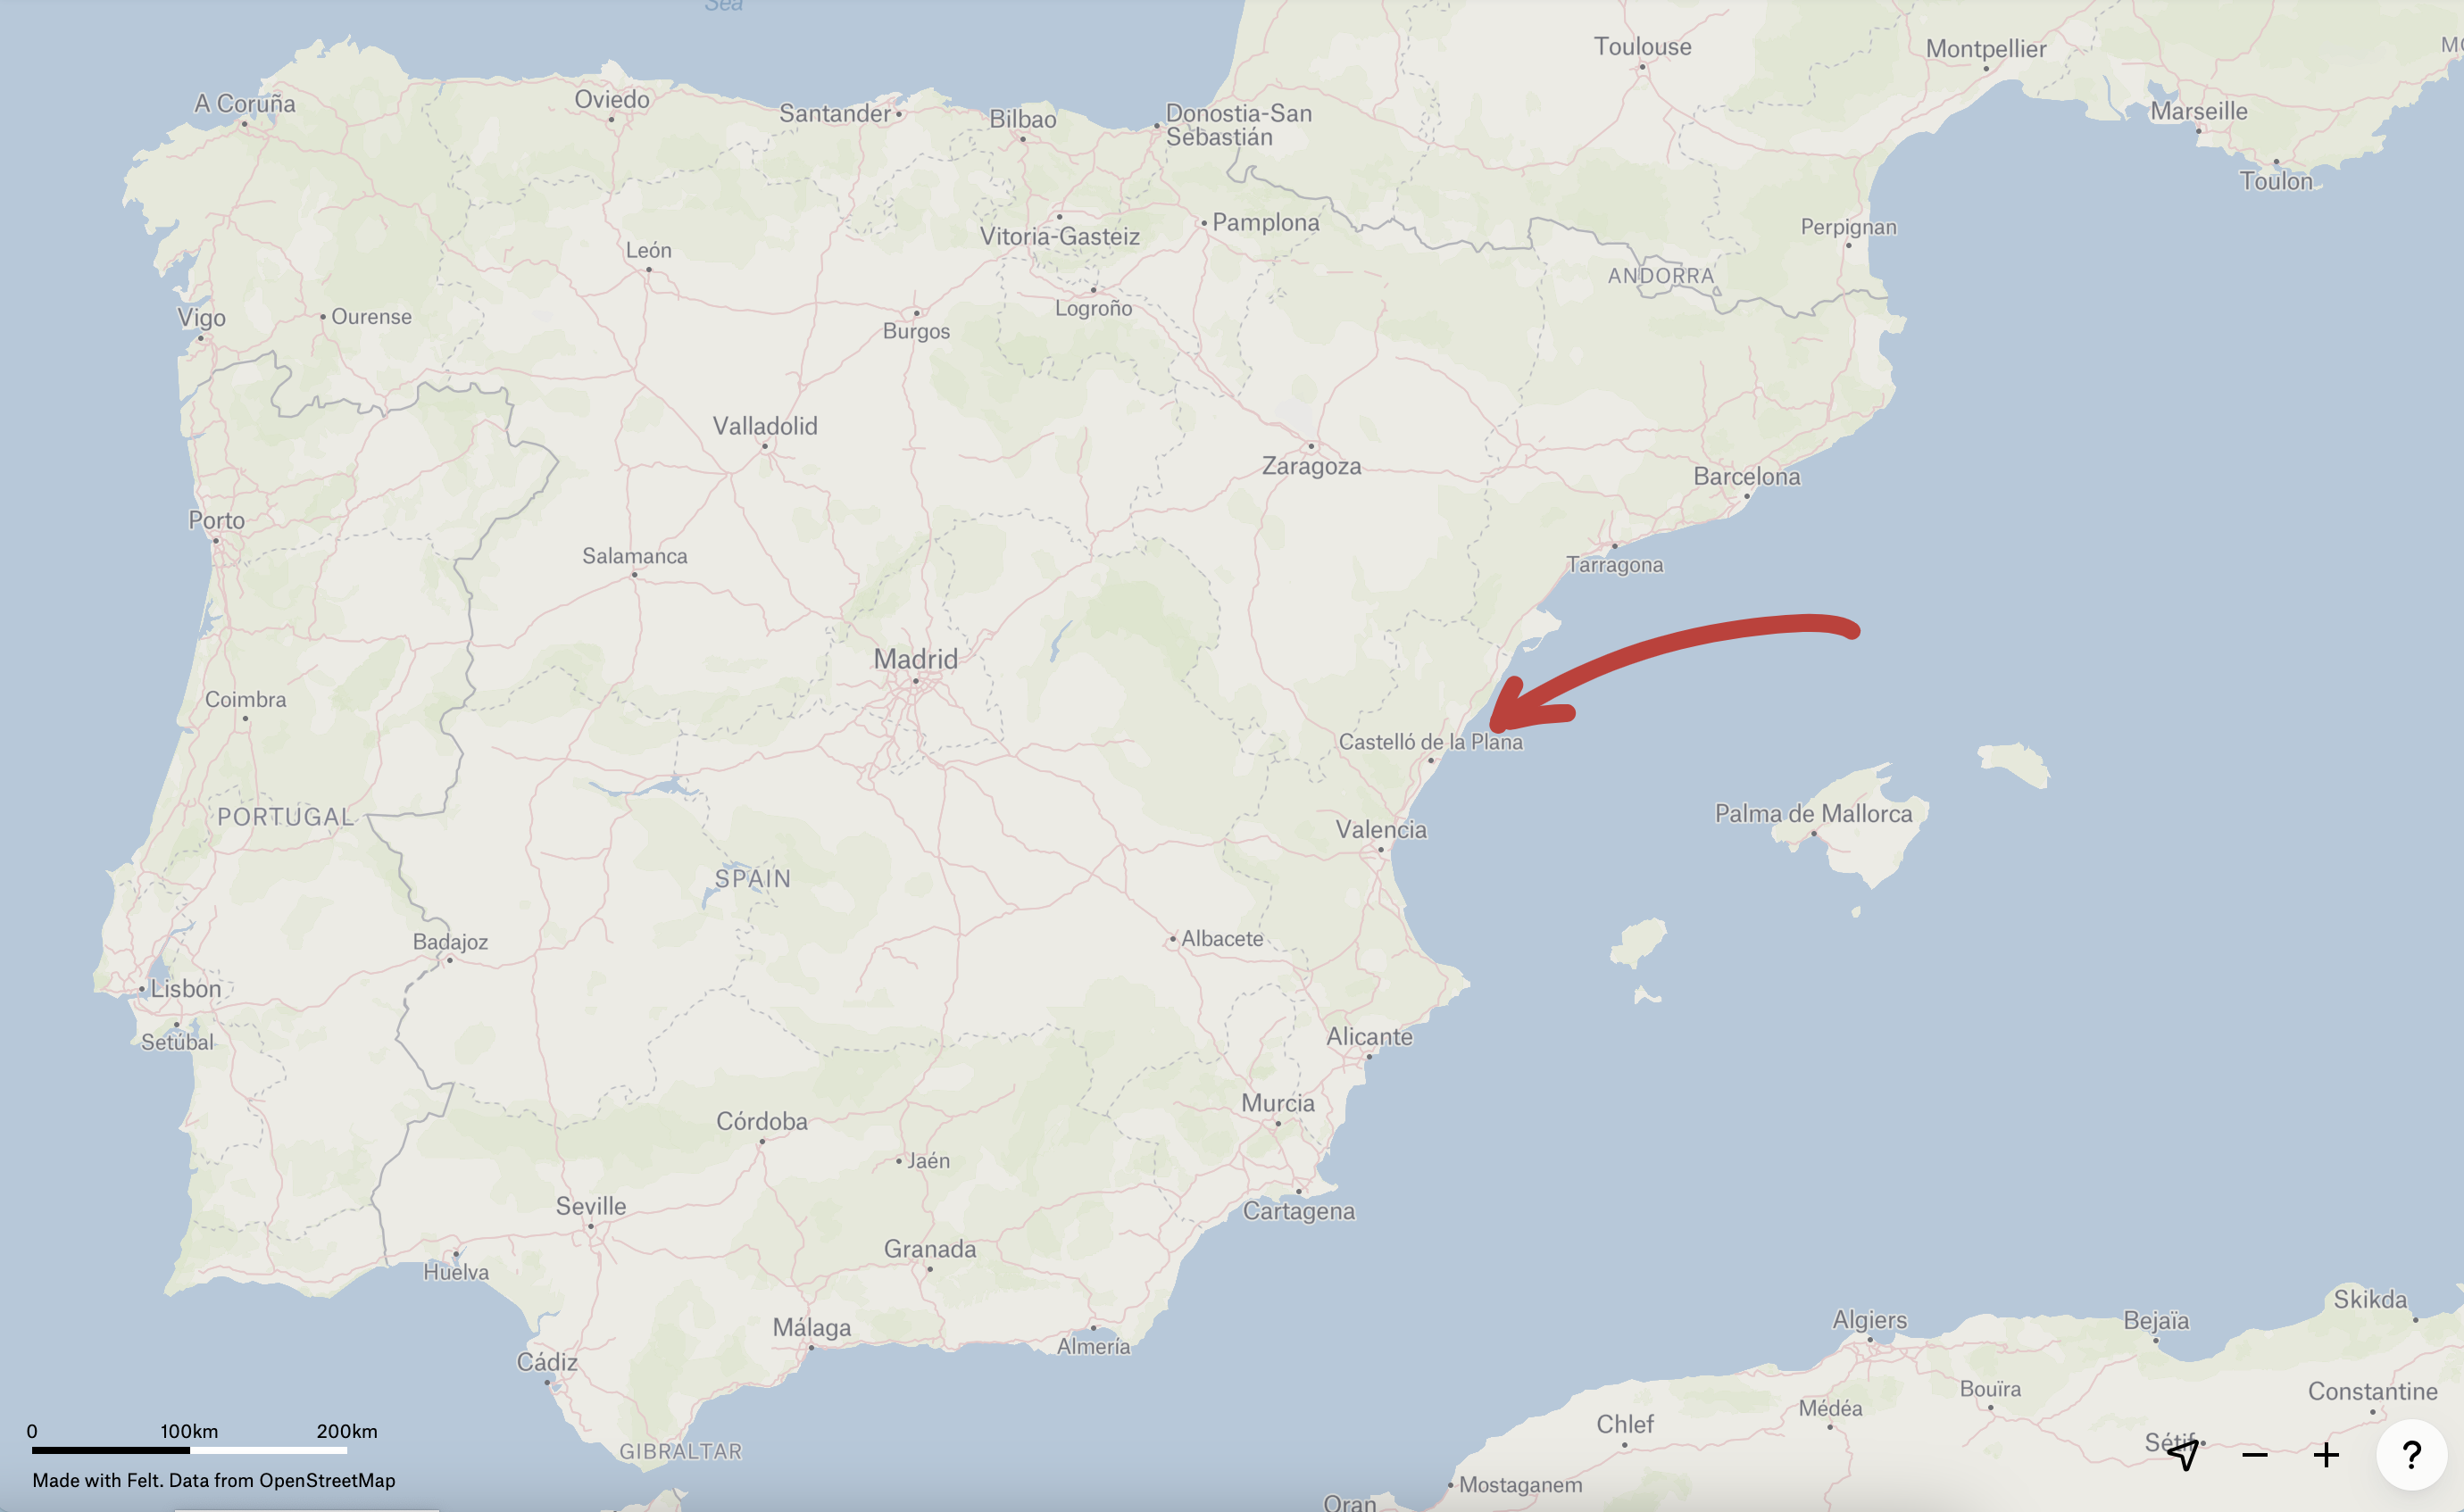 Sea
Toulouse
Montpellier
A Coruña
Oviedo
Santander
Bilbao
Donostia-San
Sebastián
Marseille
Toulon
Pamplona
Perpignan
Vitoria-Gasteiz
León
ANDORRA
Vigo
Ourense
Logroño
Burgos
Valladolid
Zaragoza
Barcelona
Porto
Salamanca
Tarragona
Madrid
Coimbra
Castelló de la Plana
PORTUGAL
Palma de Mallorca
Valencia
SPAIN
Badajoz
Albacete
Lisbon
Setúbal
Alicante
Murcia
Córdoba
Jaén
Seville
Cartagena
Granada
Huelva
Málaga
Almería
Cádiz
Algiers
Bejaïa
Skikda
Bouïra
Constantine
Médéa
Chlef
Sétif
GIBRALTAR
Mostaganem
Oran
0 100km 200km
Made with Felt. Data from OpenStreetMap
− + ?